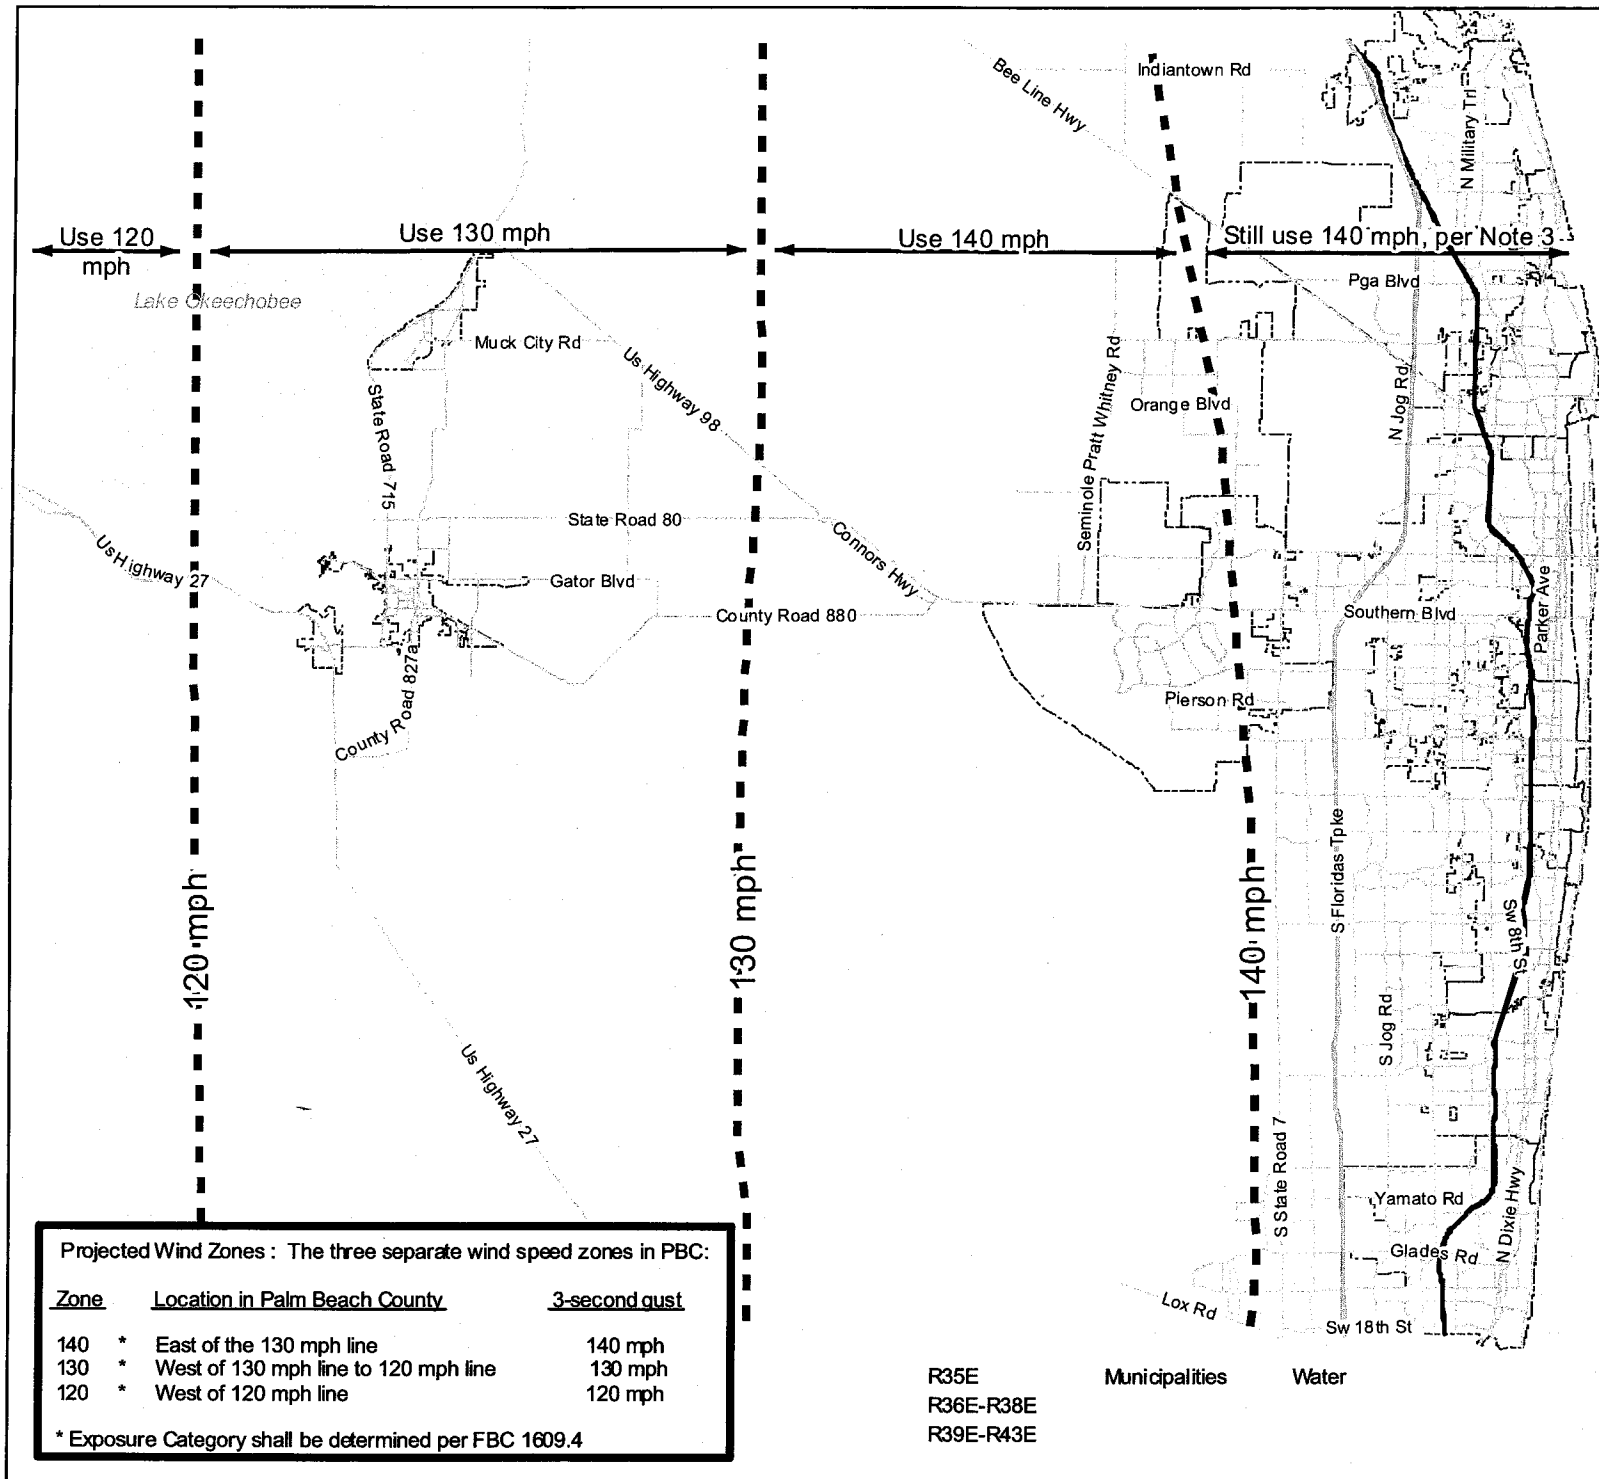 Indiantown Rd
Bee Line Hwy
N Military Trl
Use 120
mph
Use 130 mph
Use 140 mph
Still use 140 mph, per Note 3
Lake Okeechobee
Pga Blvd
Muck City Rd
Us Highway 98
State Road 715
Seminole Pratt Whitney Rd
Orange Blvd
N Jog Rd
State Road 80
Connors Hwy
Us Highway 27
Gator Blvd
County Road 880
Southern Blvd
Parker Ave
County Road 827a
Pierson Rd
S Floridas Tpke
120 mph
130 mph
140 mph
Sw 8th St
S Jog Rd
Us Highway 27
S State Road 7
Yamato Rd
N Dixie Hwy
Glades Rd
Lox Rd
Sw 18th St
Projected Wind Zones : The three separate wind speed zones in PBC:
Zone Location in Palm Beach County 3-second gust
140 * East of the 130 mph line 140 mph
130 * West of 130 mph line to 120 mph line 130 mph
120 * West of 120 mph line 120 mph
* Exposure Category shall be determined per FBC 1609.4
R35E Municipalities Water
R36E-R38E
R39E-R43E